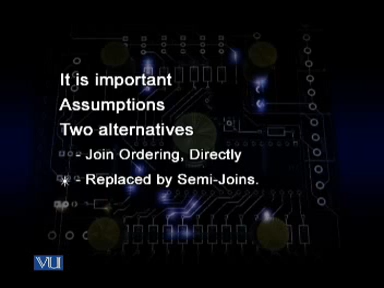 It is important
Assumptions
Two alternatives
- Join Ordering, Directly
- Replaced by Semi-Joins.
VU